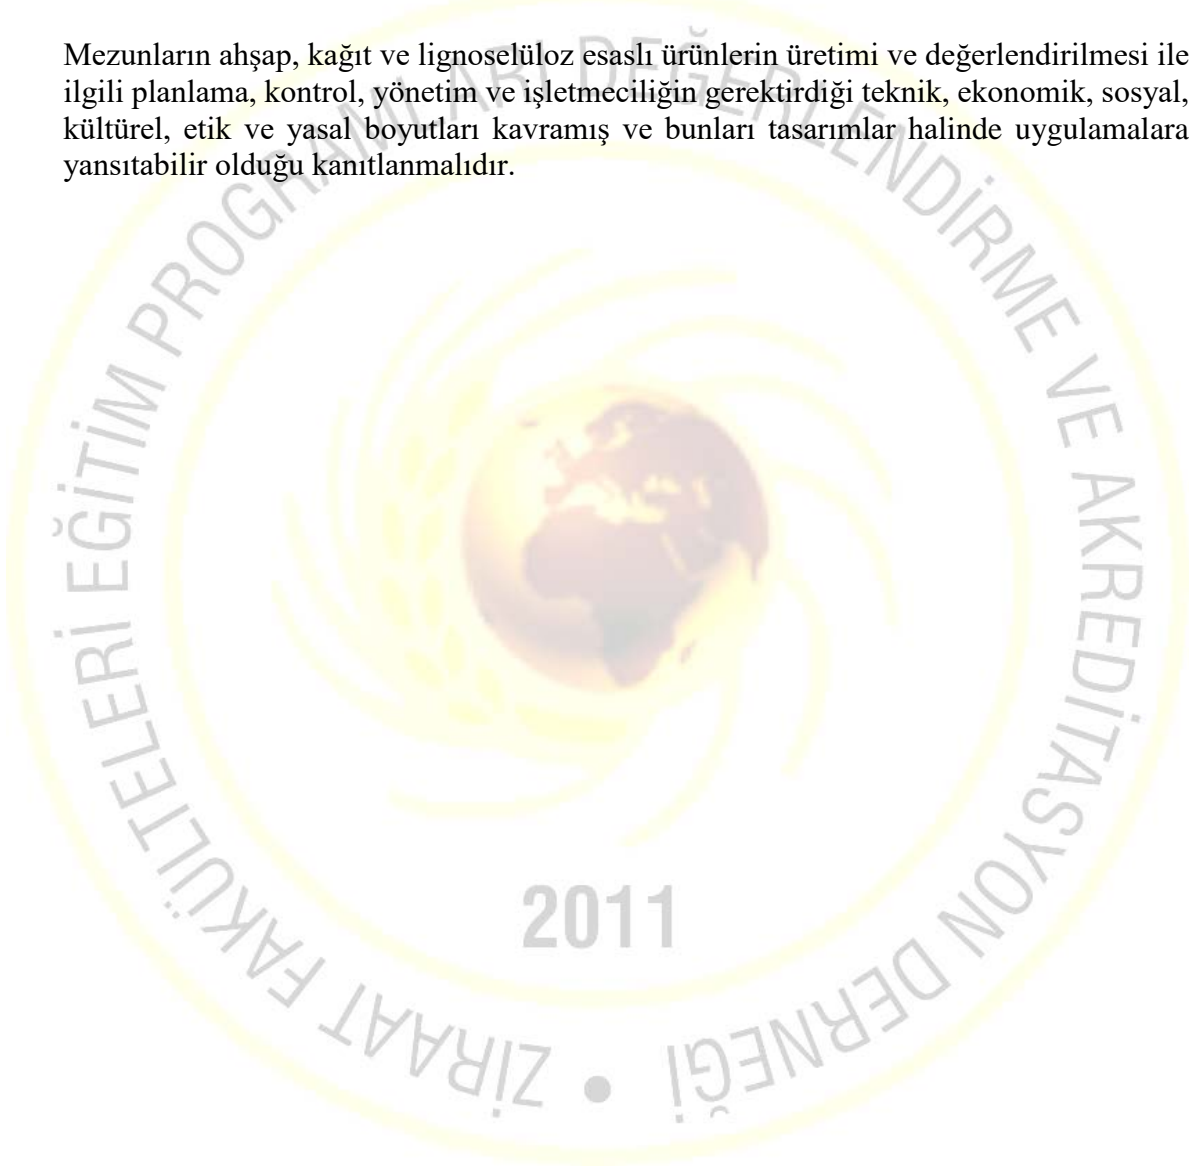 Mezunların ahşap, kağıt ve lignoselüloz esaslı ürünlerin üretimi ve değerlendirilmesi ile
ilgili planlama, kontrol, yönetim ve işletmeciliğin gerektirdiği teknik, ekonomik, sosyal,
kültürel, etik ve yasal boyutları kavramış ve bunları tasarımlar halinde uygulamalara
yansıtabilir olduğu kanıtlanmalıdır.
ZİRAAT FAKÜLTELERİ EĞİTİM PROGRAMLARI DEĞERLENDİRME VE AKREDİTASYON DERNEĞİ •
2011